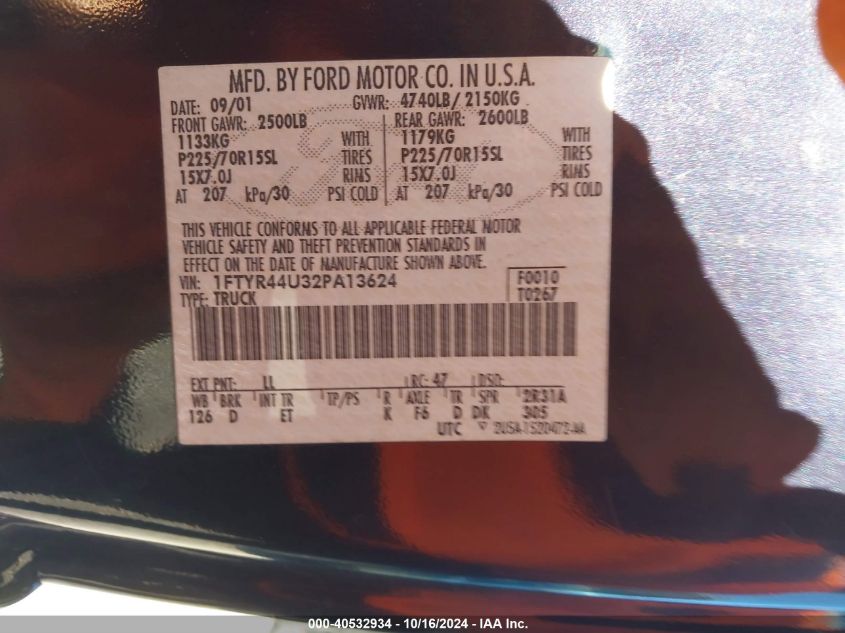 MFD. BY FORD MOTOR CO. IN U.S.A.
DATE: 09/01 GVWR: 4740LB/ 2150KG
FRONT GAWR: 2500LB REAR GAWR: 2600LB
1133KG WITH 1179KG WITH
P225/70R15SL TIRES P225/70R15SL TIRES
15X7.0J RIMS 15X7.0J RIMS
AT 207 kPa/30 PSI COLD AT 207 kPa/30 PSI COLD
THIS VEHICLE CONFORMS TO ALL APPLICABLE FEDERAL MOTOR
VEHICLE SAFETY AND THEFT PREVENTION STANDARDS IN
EFFECT ON THE DATE OF MANUFACTURE SHOWN ABOVE.
VIN: 1FTYR44U32PA13624 F0010
TYPE: TRUCK T0267
EXT PNT: LL RC: 47 DSO:
WB BRK INT TR TP/PS R AXLE TR SPR 2R31A
126 D ET K F6 D DK 305
UTC 2U5A-1520472-AA
000-40532934 / 10/16/2024 - IAA Inc.